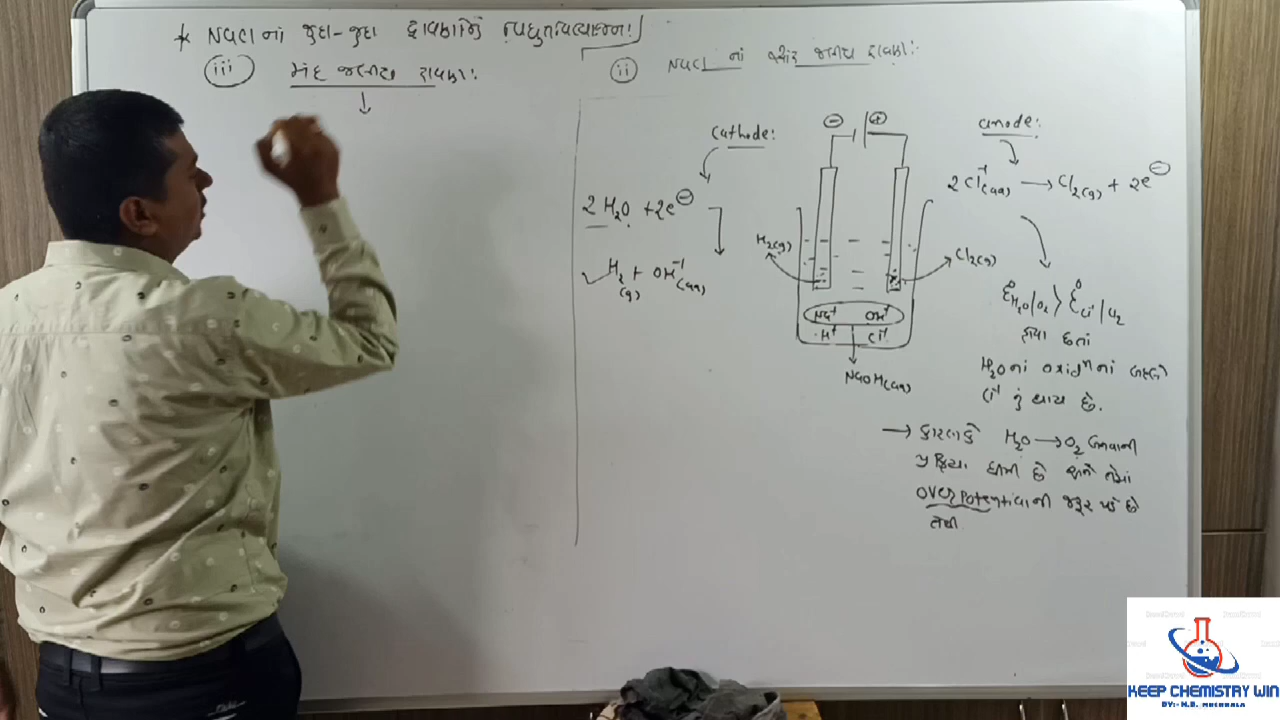 * NaCl નાં જુદા-જુદા દ્રાવણોનું વિદ્યુતવિભાજન:
iii મંદ જલીય દ્રાવણ:
ii NaCl નાં સાંદ્ર જલીય દ્રાવણ:
Cathode:
2H₂O + 2e⊖
H₂(g) + OH⁻¹(aq)
⊖ ⊕
H₂(g)
Cl₂(g)
Na⁺ OH⁻¹
H⁺ Cl⁻¹
NaOH(aq)
anode:
2Cl⁻¹(aq) → Cl₂(g) + 2e⊖
E°H₂O/O₂ > E°Cl⁻¹/Cl₂
હોવા છતાં
H₂O નાં oxidⁿ નાં બદલે
Cl⁻¹ નું થાય છે.
→ કારણકે H₂O → O₂ બનવાની
પ્રક્રિયા ધીમી છે અને તેમાં
Over Potential ની જરૂર પડે છે
તેથી
KEEP CHEMISTRY WIN